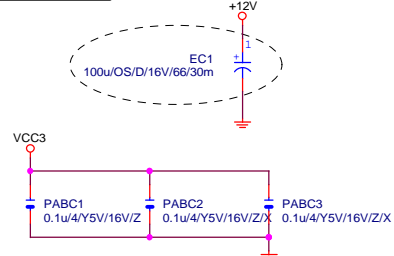 +12V
1
+
EC1
100u/OS/D/16V/66/30m
VCC3
PABC1
0.1u/4/Y5V/16V/Z
PABC2
0.1u/4/Y5V/16V/Z/X
PABC3
0.1u/4/Y5V/16V/Z/X